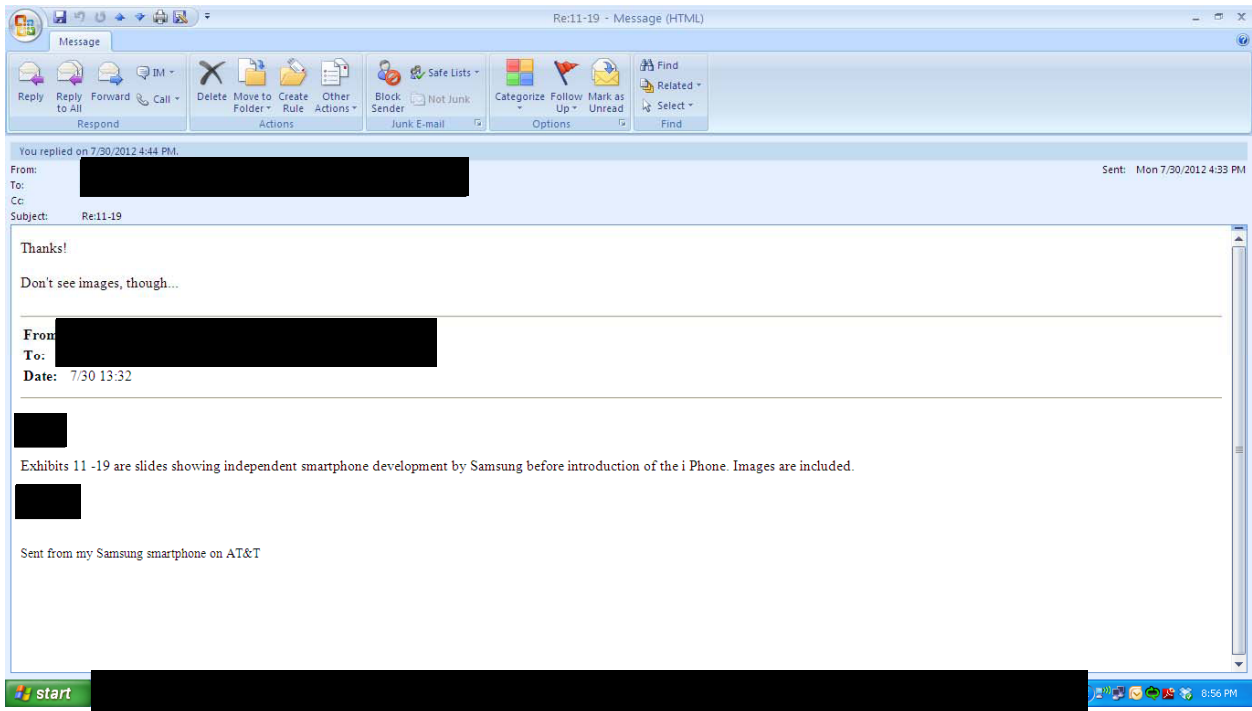 Re:11-19 - Message (HTML)
Message
Reply
Reply to All
Forward
IM
Call
Respond
Delete
Move to Folder
Create Rule
Other Actions
Actions
Block Sender
Safe Lists
Not Junk
Junk E-mail
Categorize
Follow Up
Mark as Unread
Options
Find
Related
Select
Find
You replied on 7/30/2012 4:44 PM.
From:
Sent: Mon 7/30/2012 4:33 PM
To:
Cc:
Subject: Re:11-19
Thanks!
Don't see images, though...
From
To:
Date: 7/30 13:32
Exhibits 11 -19 are slides showing independent smartphone development by Samsung before introduction of the i Phone. Images are included.
Sent from my Samsung smartphone on AT&T
start
8:56 PM